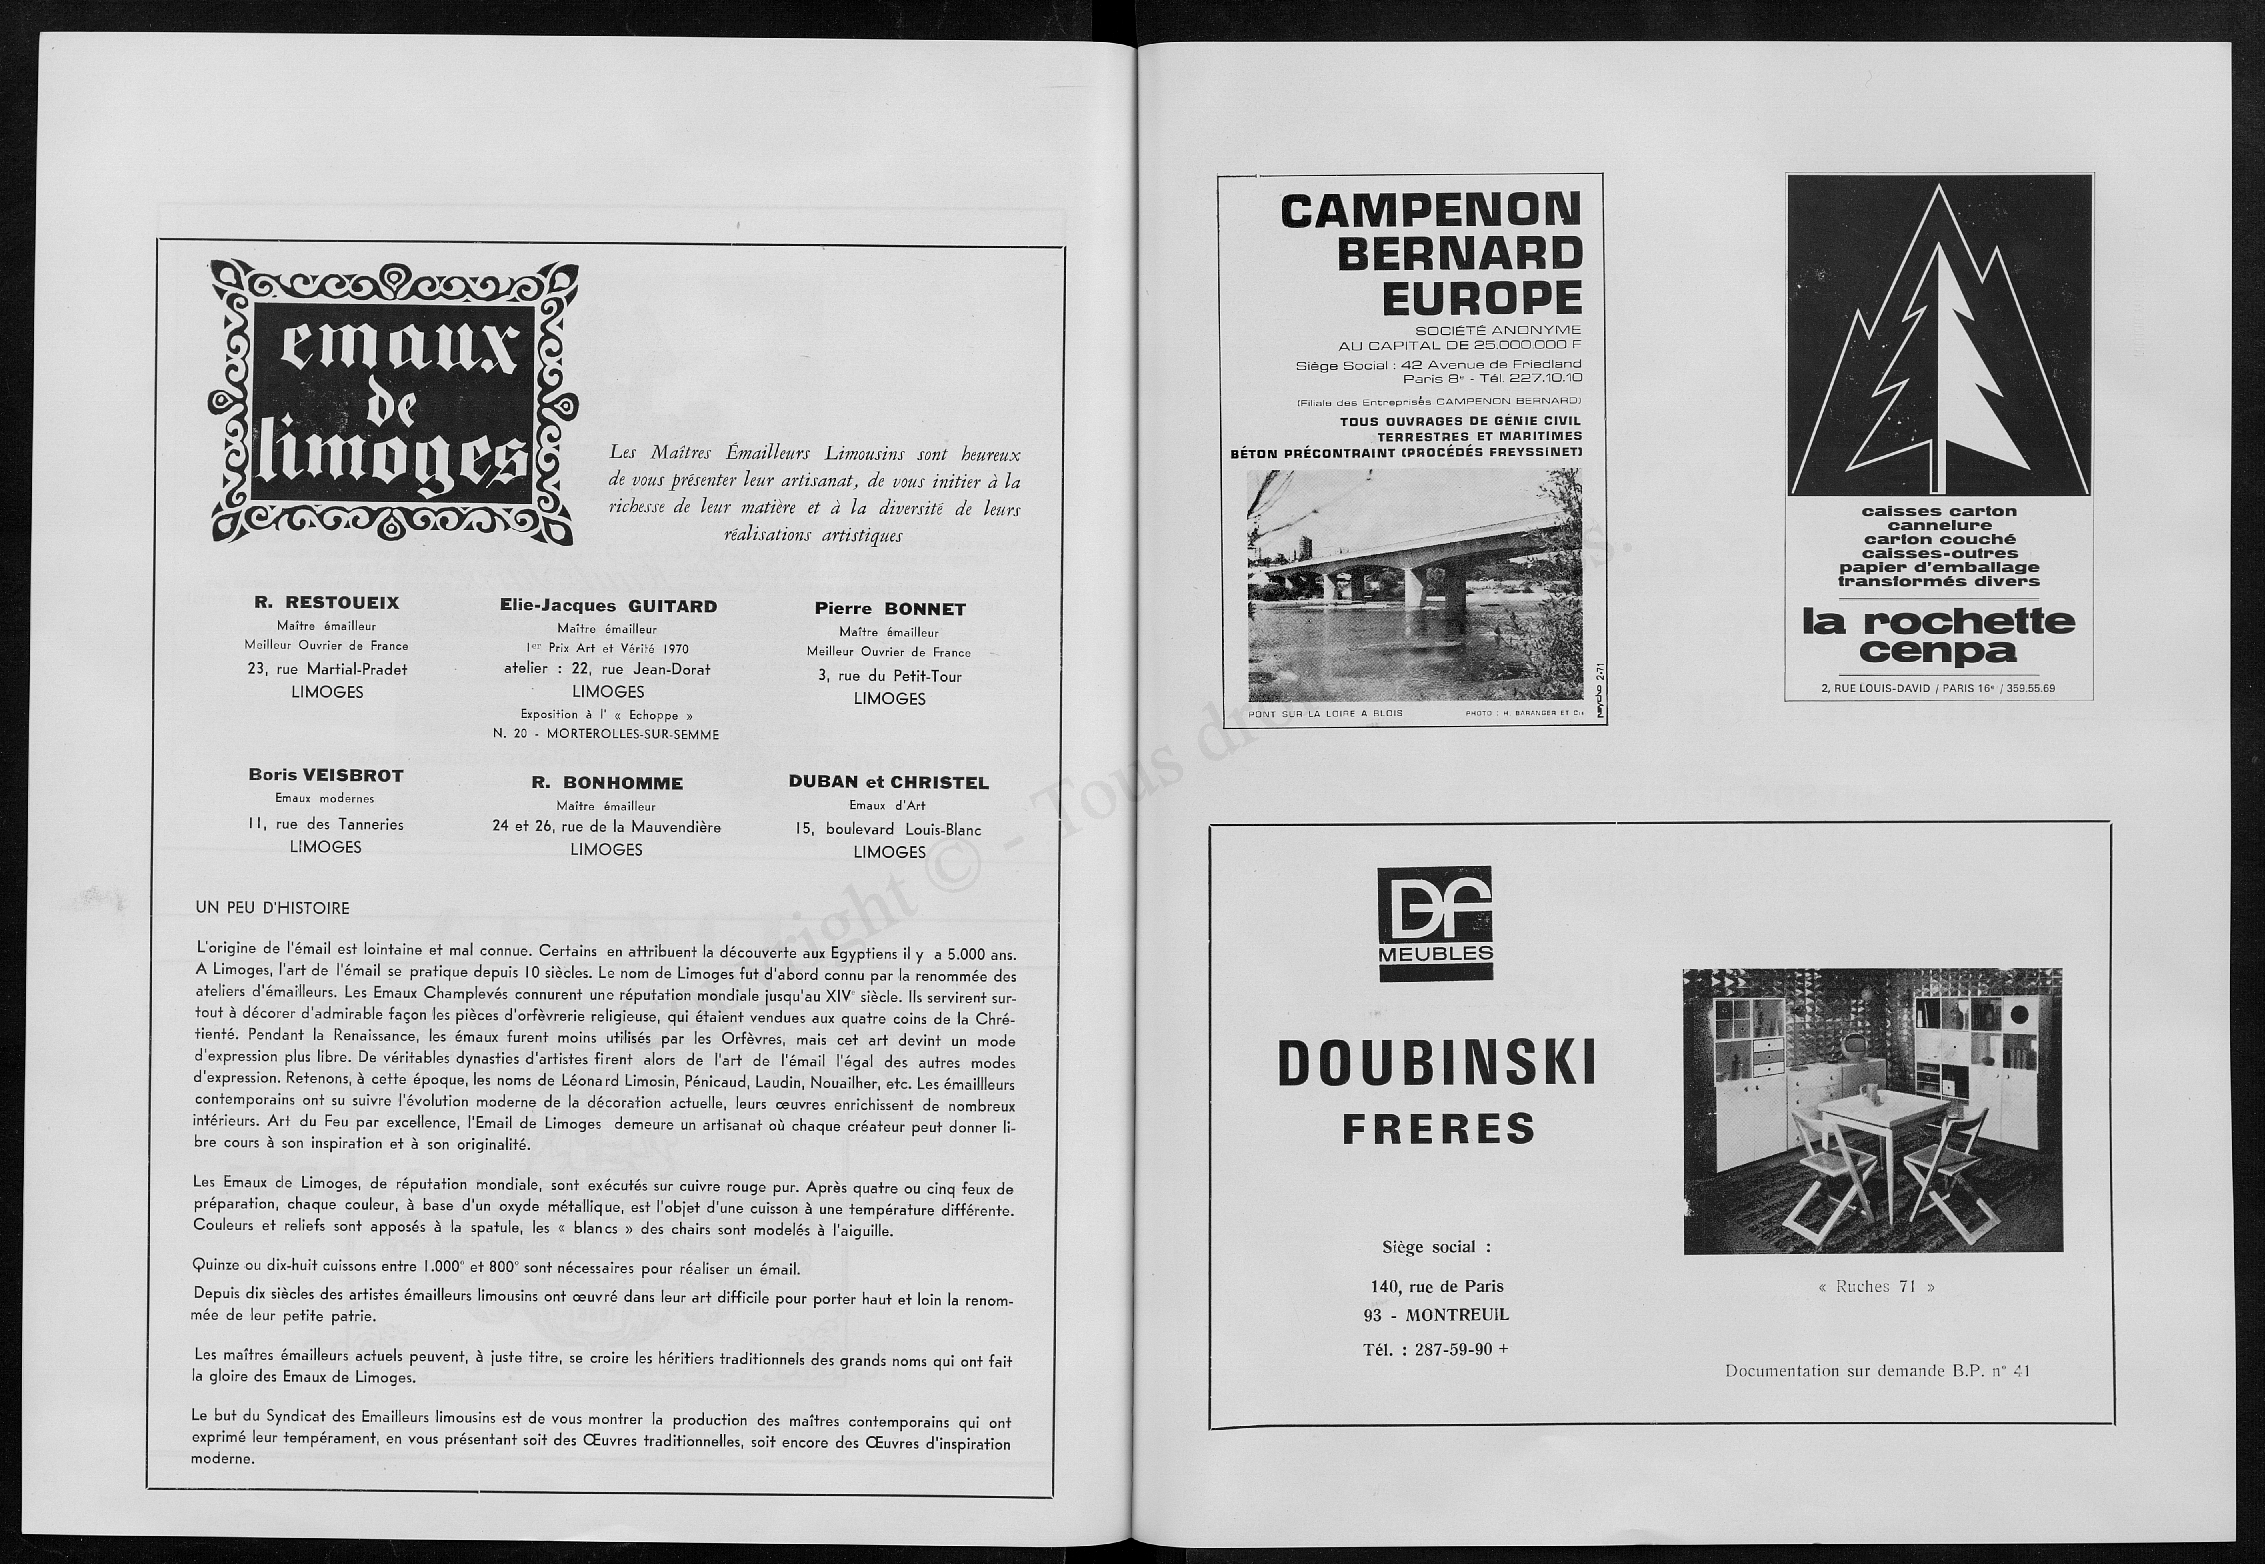 emaux
de
limoges
Les Maîtres Émailleurs Limousins sont heureux
de vous présenter leur artisanat, de vous initier à la
richesse de leur matière et à la diversité de leurs
réalisations artistiques
R. RESTOUEIX
Maître émailleur
Meilleur Ouvrier de France
23, rue Martial-Pradet
LIMOGES
Elie-Jacques GUITARD
Maître émailleur
1er Prix Art et Vérité 1970
atelier : 22, rue Jean-Dorat
LIMOGES
Exposition à l' « Echoppe »
N. 20 - MORTEROLLES-SUR-SEMME
Pierre BONNET
Maître émailleur
Meilleur Ouvrier de France
3, rue du Petit-Tour
LIMOGES
Boris VEISBROT
Emaux modernes
11, rue des Tanneries
LIMOGES
R. BONHOMME
Maître émailleur
24 et 26, rue de la Mauvendière
LIMOGES
DUBAN et CHRISTEL
Emaux d'Art
15, boulevard Louis-Blanc
LIMOGES
UN PEU D'HISTOIRE
L'origine de l'émail est lointaine et mal connue. Certains en attribuent la découverte aux Egyptiens il y a 5.000 ans.
A Limoges, l'art de l'émail se pratique depuis 10 siècles. Le nom de Limoges fut d'abord connu par la renommée des
ateliers d'émailleurs. Les Emaux Champlevés connurent une réputation mondiale jusqu'au XIV° siècle. Ils servirent sur-
tout à décorer d'admirable façon les pièces d'orfèvrerie religieuse, qui étaient vendues aux quatre coins de la Chré-
tienté. Pendant la Renaissance, les émaux furent moins utilisés par les Orfèvres, mais cet art devint un mode
d'expression plus libre. De véritables dynasties d'artistes firent alors de l'art de l'émail l'égal des autres modes
d'expression. Retenons, à cette époque, les noms de Léonard Limosin, Pénicaud, Laudin, Nouailher, etc. Les émaillleurs
contemporains ont su suivre l'évolution moderne de la décoration actuelle, leurs œuvres enrichissent de nombreux
intérieurs. Art du Feu par excellence, l'Email de Limoges demeure un artisanat où chaque créateur peut donner li-
bre cours à son inspiration et à son originalité.
Les Emaux de Limoges, de réputation mondiale, sont exécutés sur cuivre rouge pur. Après quatre ou cinq feux de
préparation, chaque couleur, à base d'un oxyde métallique, est l'objet d'une cuisson à une température différente.
Couleurs et reliefs sont apposés à la spatule, les « blancs » des chairs sont modelés à l'aiguille.
Quinze ou dix-huit cuissons entre 1.000° et 800° sont nécessaires pour réaliser un émail.
Depuis dix siècles des artistes émailleurs limousins ont œuvré dans leur art difficile pour porter haut et loin la renom-
mée de leur petite patrie.
Les maîtres émailleurs actuels peuvent, à juste titre, se croire les héritiers traditionnels des grands noms qui ont fait
la gloire des Emaux de Limoges.
Le but du Syndicat des Emailleurs limousins est de vous montrer la production des maîtres contemporains qui ont
exprimé leur tempérament, en vous présentant soit des Œuvres traditionnelles, soit encore des Œuvres d'inspiration
moderne.
CAMPENON
BERNARD
EUROPE
SOCIÉTÉ ANONYME
AU CAPITAL DE 25.000.000 F
Siège Social : 42 Avenue de Friedland
Paris 8e - Tél. 227.10.10
(Filiale des Entreprises CAMPENON BERNARD)
TOUS OUVRAGES DE GÉNIE CIVIL
TERRESTRES ET MARITIMES
BÉTON PRÉCONTRAINT (PROCÉDÉS FREYSSINET)
PONT SUR LA LOIRE A BLOIS
PHOTO : H. BARANGER ET Cie
psycho 2.71
caisses carton
cannelure
carton couché
caisses-outres
papier d'emballage
transformés divers
la rochette
cenpa
2, RUE LOUIS-DAVID / PARIS 16e / 359.55.69
DF
MEUBLES
DOUBINSKI
FRERES
Siège social :
140, rue de Paris
93 - MONTREUIL
Tél. : 287-59-90 +
« Ruches 71 »
Documentation sur demande B.P. n° 41
Copyright © - Tous dr